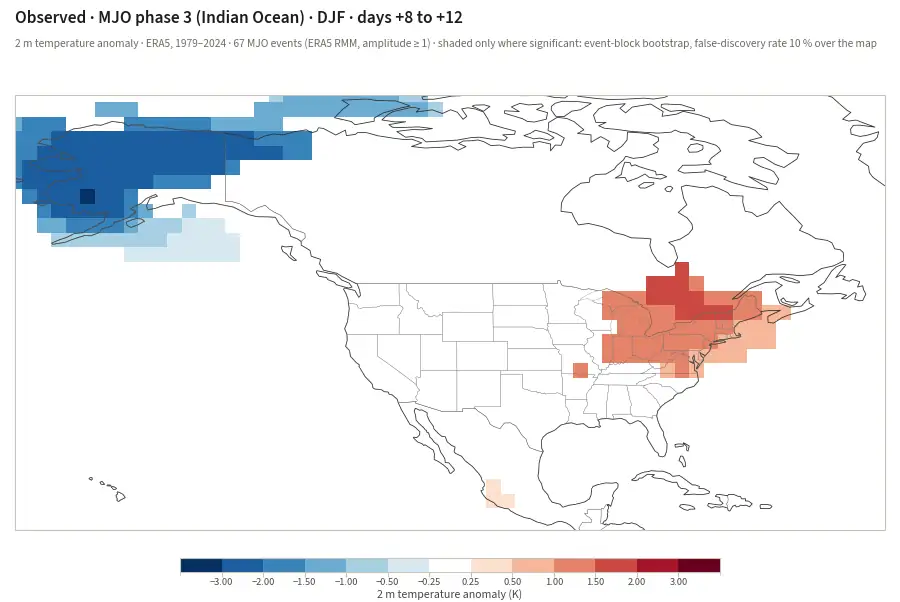 Observed · MJO phase 3 (Indian Ocean) · DJF · days +8 to +12
2 m temperature anomaly · ERA5, 1979–2024 · 67 MJO events (ERA5 RMM, amplitude ≥ 1) · shaded only where significant: event-block bootstrap, false-discovery rate 10 % over the map
−3.00 −2.00 −1.50 −1.00 −0.50 −0.25 0.25 0.50 1.00 1.50 2.00 3.00
2 m temperature anomaly (K)